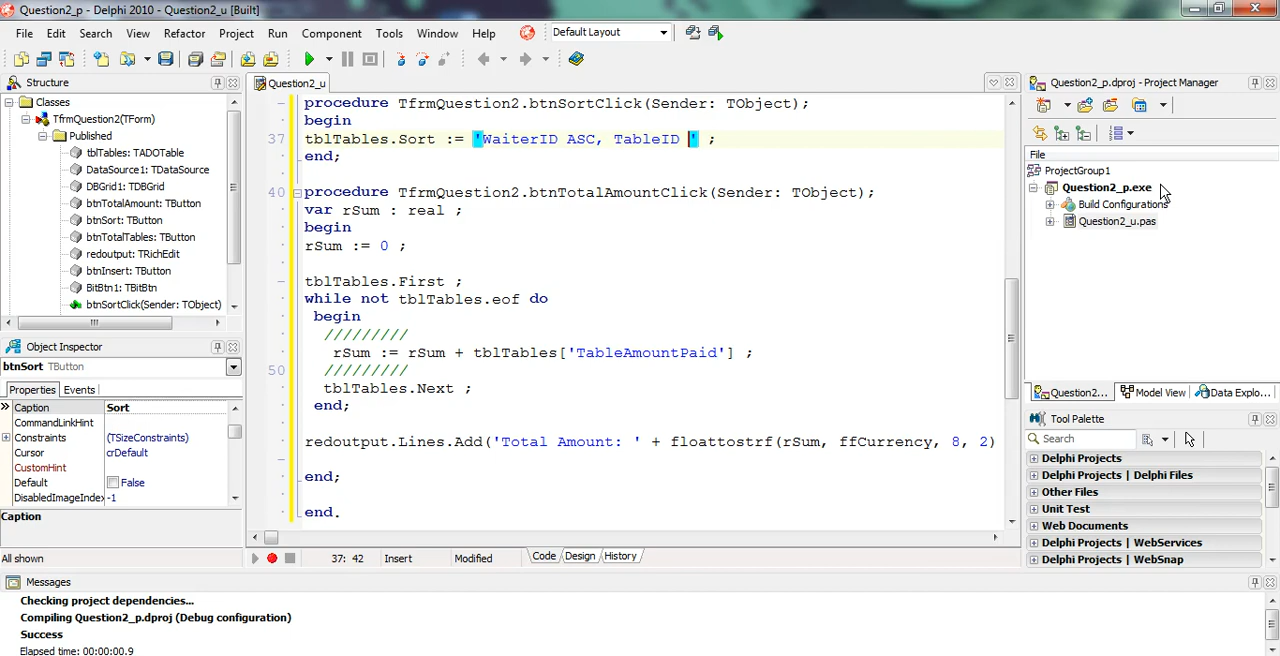 Question2_p - Delphi 2010 - Question2_u [Built]
File Edit Search View Refactor Project Run Component Tools Window Help Default Layout
Structure
Classes
TfrmQuestion2(TForm)
Published
tblTables: TADOTable
DataSource1: TDataSource
DBGrid1: TDBGrid
btnTotalAmount: TButton
btnSort: TButton
btnTotalTables: TButton
redoutput: TRichEdit
btnInsert: TButton
BitBtn1: TBitBtn
btnSortClick(Sender: TObject)
Object Inspector
btnSort TButton
Properties Events
Caption Sort
CommandLinkHint
Constraints (TSizeConstraints)
Cursor crDefault
CustomHint
Default False
DisabledImageIndex -1
Caption
All shown
Question2_u
procedure TfrmQuestion2.btnSortClick(Sender: TObject);
begin
37 tblTables.Sort := 'WaiterID ASC, TableID ' ;
end;
40 procedure TfrmQuestion2.btnTotalAmountClick(Sender: TObject);
var rSum : real ;
begin
rSum := 0 ;
tblTables.First ;
while not tblTables.eof do
begin
/////////
rSum := rSum + tblTables['TableAmountPaid'] ;
50 /////////
tblTables.Next ;
end;
redoutput.Lines.Add('Total Amount: ' + floattostrf(rSum, ffCurrency, 8, 2)
end;
end.
37: 42 Insert Modified Code Design History
Question2_p.dproj - Project Manager
File
ProjectGroup1
Question2_p.exe
Build Configurations
Question2_u.pas
Question2... Model View Data Explo...
Tool Palette
Search
Delphi Projects
Delphi Projects | Delphi Files
Other Files
Unit Test
Web Documents
Delphi Projects | WebServices
Delphi Projects | WebSnap
Messages
Checking project dependencies...
Compiling Question2_p.dproj (Debug configuration)
Success
Elapsed time: 00:00:00.9